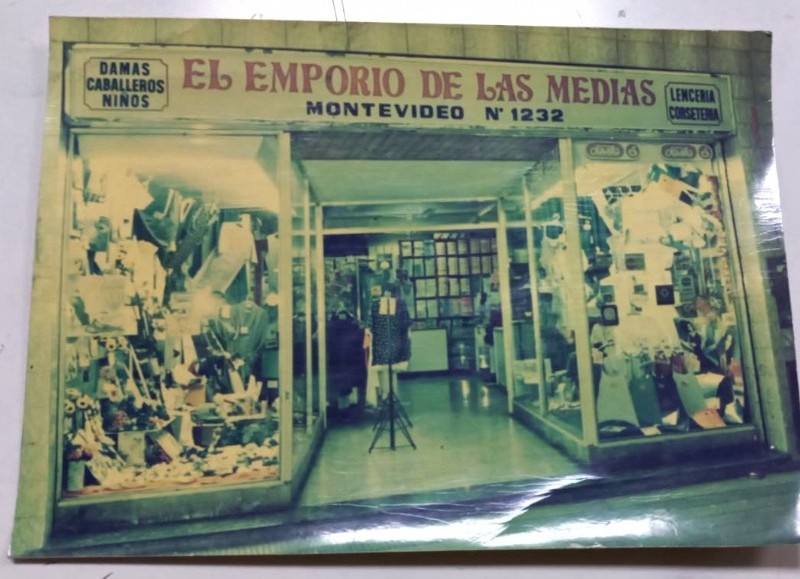 DAMAS
CABALLEROS
NIÑOS
EL EMPORIO DE LAS MEDIAS
MONTEVIDEO Nº 1232
LENCERIA
CORSETERIA